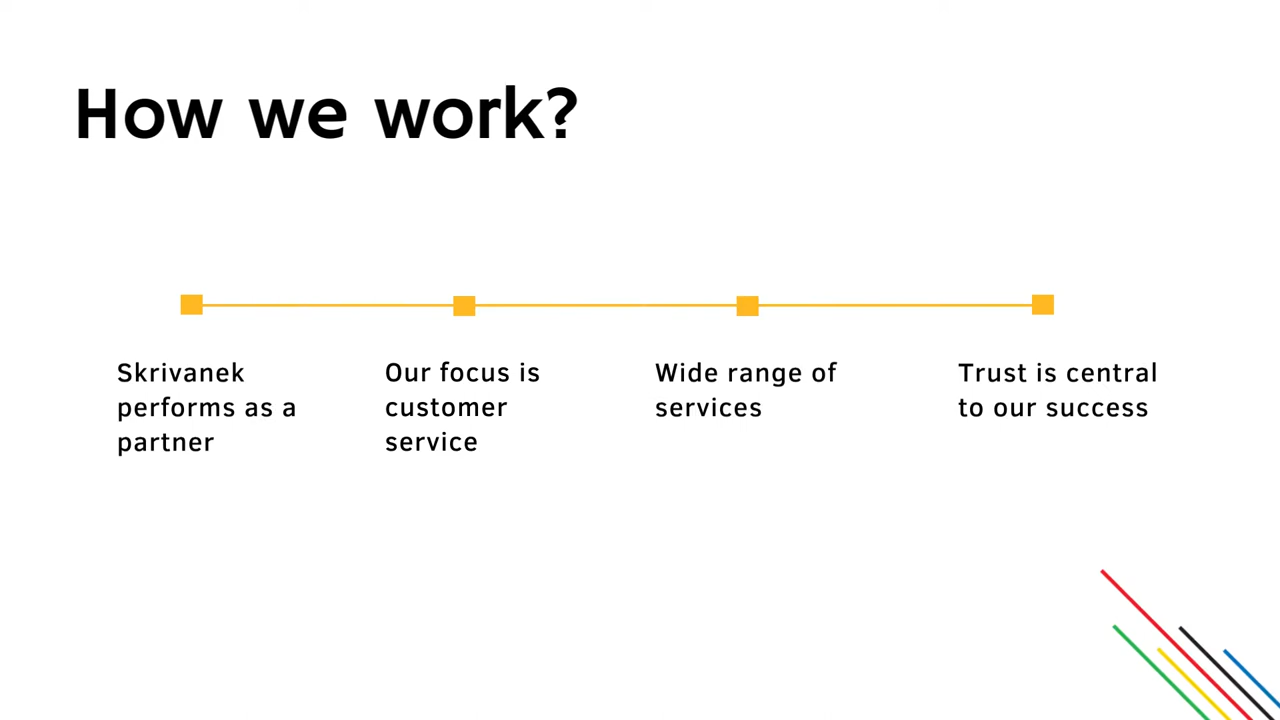 How we work?
Skrivanek
performs as a
partner
Our focus is
customer
service
Wide range of
services
Trust is central
to our success